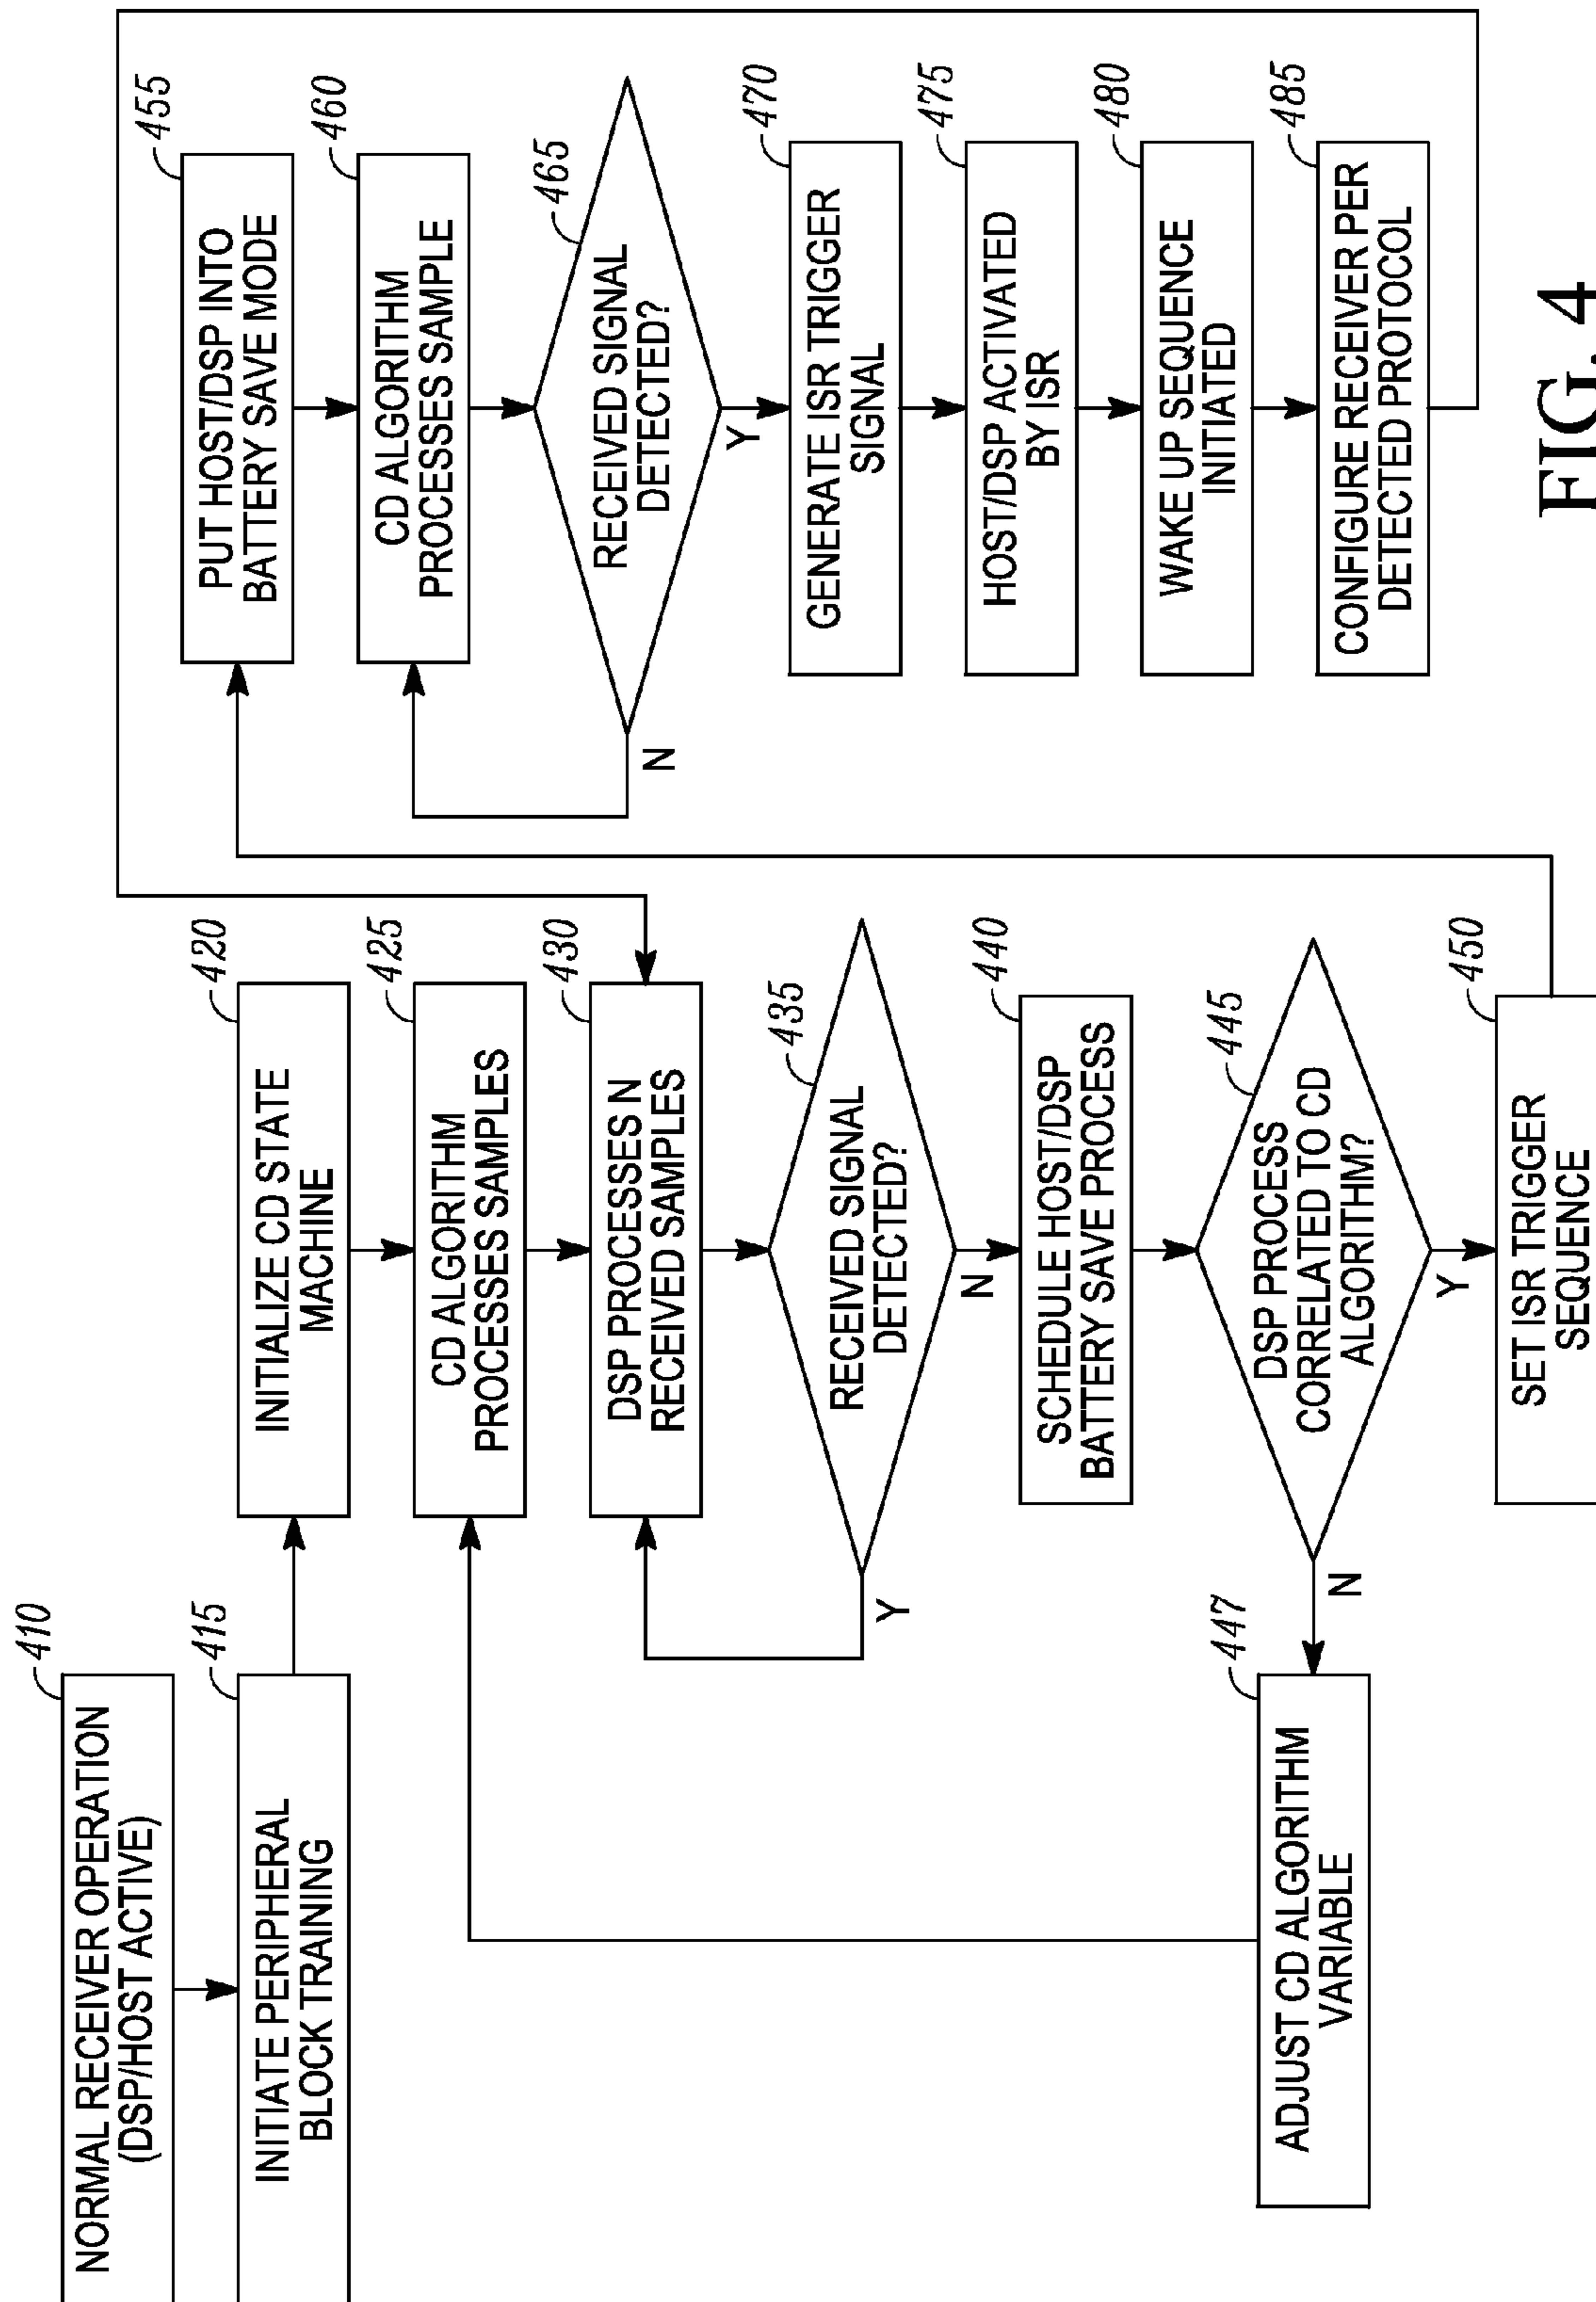 410
NORMAL RECEIVER OPERATION
(DSP/HOST ACTIVE)
415
INITIATE PERIPHERAL
BLOCK TRAINING
420
INITIALIZE CD STATE
MACHINE
425
CD ALGORITHM
PROCESSES SAMPLES
430
DSP PROCESSES N
RECEIVED SAMPLES
435
RECEIVED SIGNAL
DETECTED?
Y
N
440
SCHEDULE HOST/DSP
BATTERY SAVE PROCESS
445
DSP PROCESS
CORRELATED TO CD
ALGORITHM?
N
Y
447
ADJUST CD ALGORITHM
VARIABLE
450
SET ISR TRIGGER
SEQUENCE
455
PUT HOST/DSP INTO
BATTERY SAVE MODE
460
CD ALGORITHM
PROCESSES SAMPLE
465
RECEIVED SIGNAL
DETECTED?
N
Y
470
GENERATE ISR TRIGGER
SIGNAL
475
HOST/DSP ACTIVATED
BY ISR
480
WAKE UP SEQUENCE
INITIATED
485
CONFIGURE RECEIVER PER
DETECTED PROTOCOL
FIG. 4